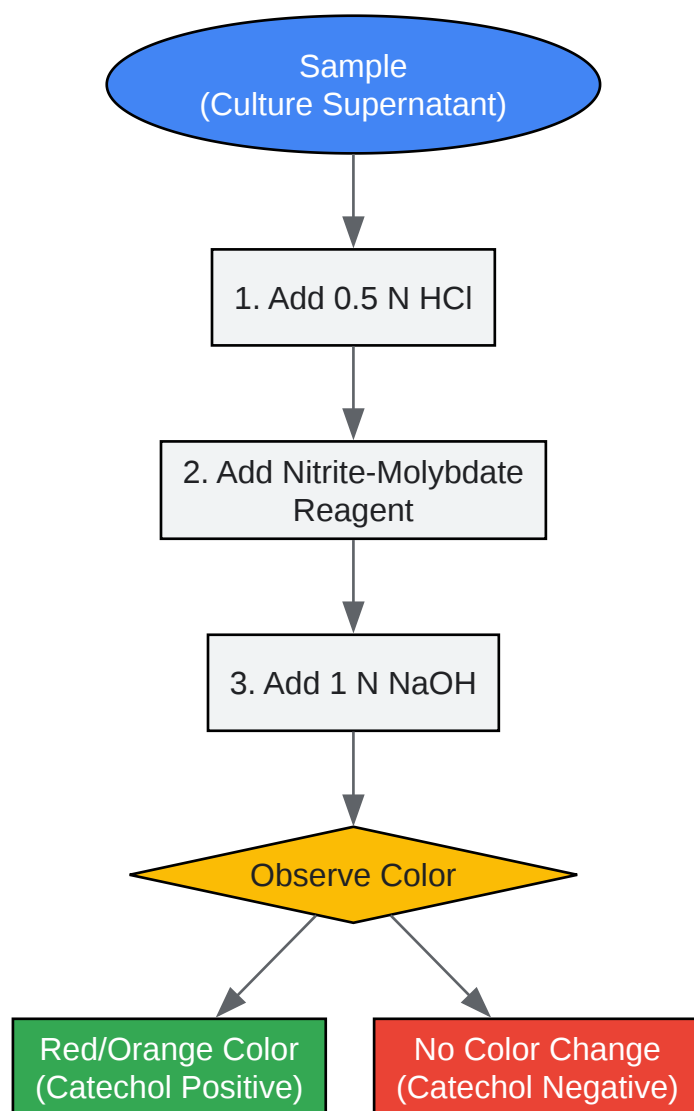 Sample
(Culture Supernatant)
1. Add 0.5 N HCl
2. Add Nitrite-Molybdate
Reagent
3. Add 1 N NaOH
Observe Color
Red/Orange Color
(Catechol Positive)
No Color Change
(Catechol Negative)